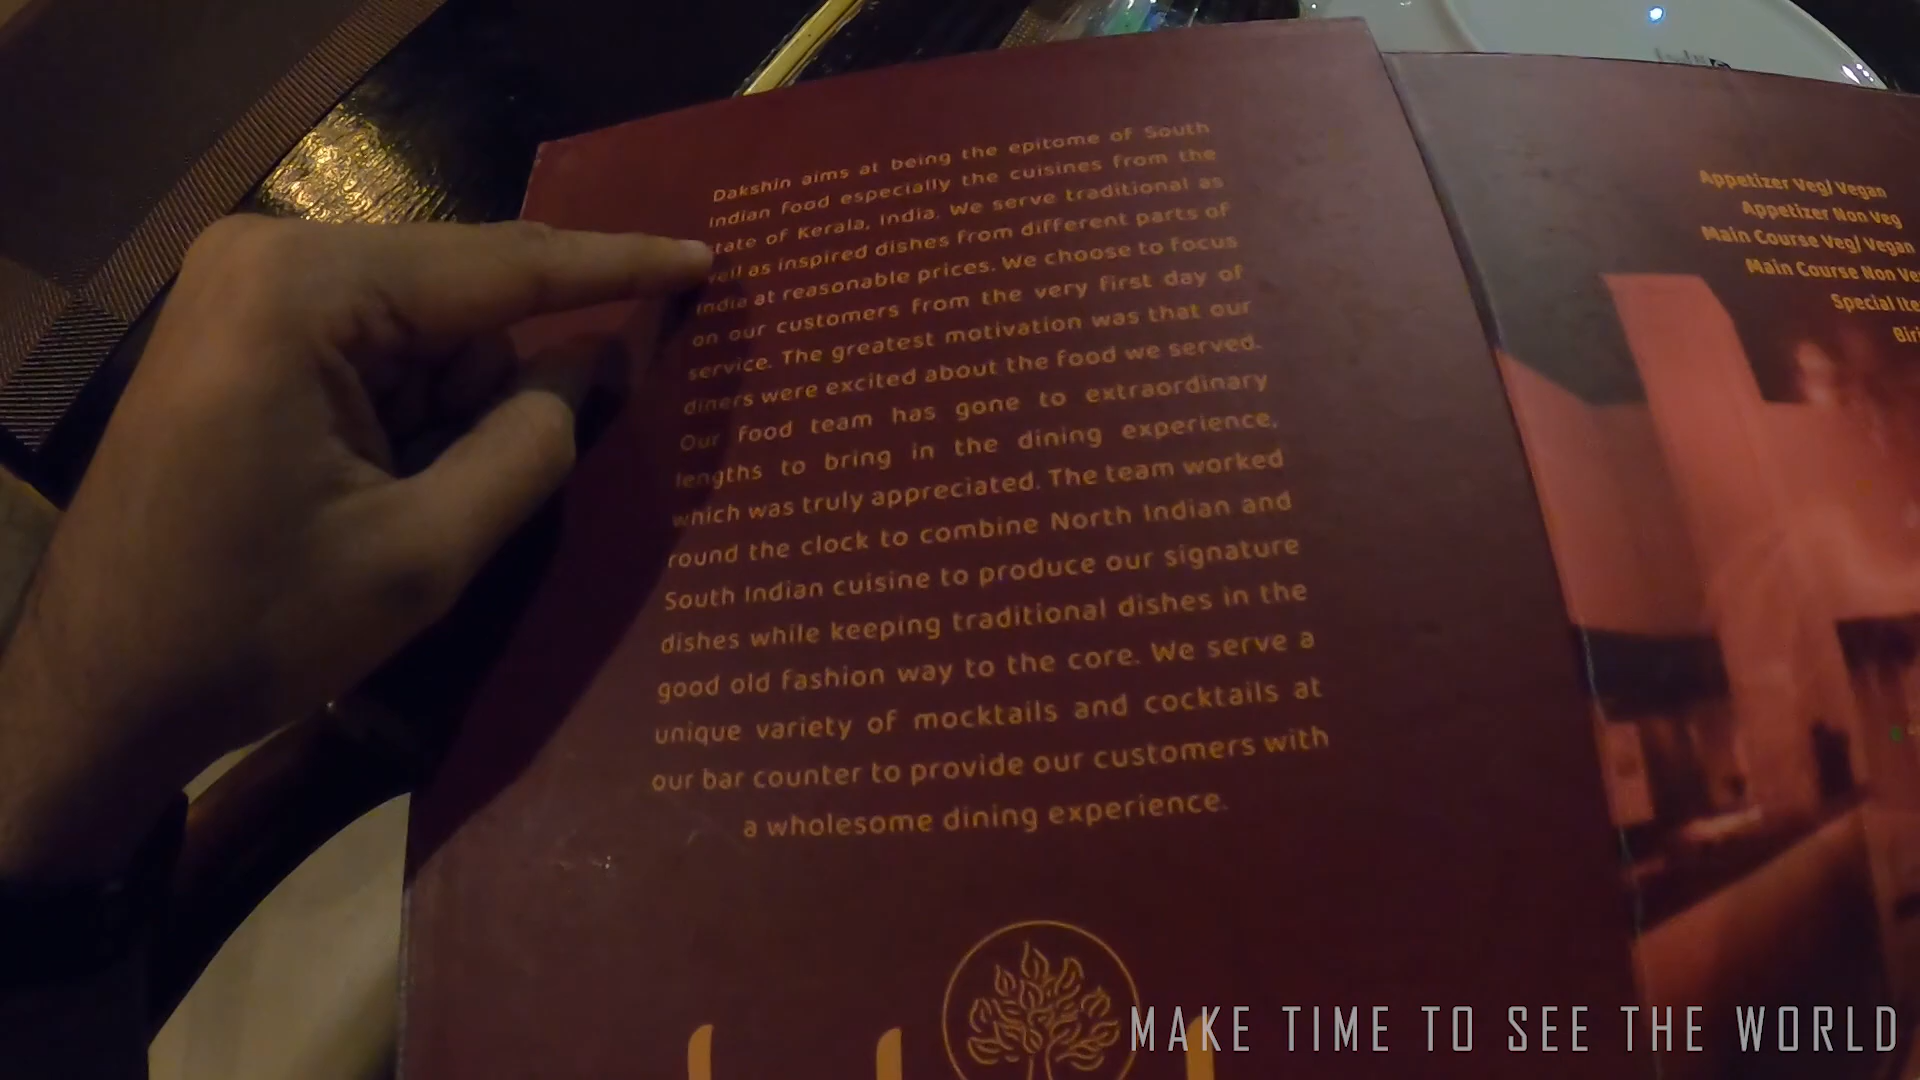 Dakshin aims at being the epitome of South
Indian food especially the cuisines from the
state of Kerala, India. We serve traditional as
well as inspired dishes from different parts of
India at reasonable prices. We choose to focus
on our customers from the very first day of
service. The greatest motivation was that our
diners were excited about the food we served.
Our food team has gone to extraordinary
lengths to bring in the dining experience,
which was truly appreciated. The team worked
round the clock to combine North Indian and
South Indian cuisine to produce our signature
dishes while keeping traditional dishes in the
good old fashion way to the core. We serve a
unique variety of mocktails and cocktails at
our bar counter to provide our customers with
a wholesome dining experience.
Appetizer Veg/ Vegan
Appetizer Non Veg
Main Course Veg/ Vegan
Main Course Non Veg
Special
MAKE TIME TO SEE THE WORLD